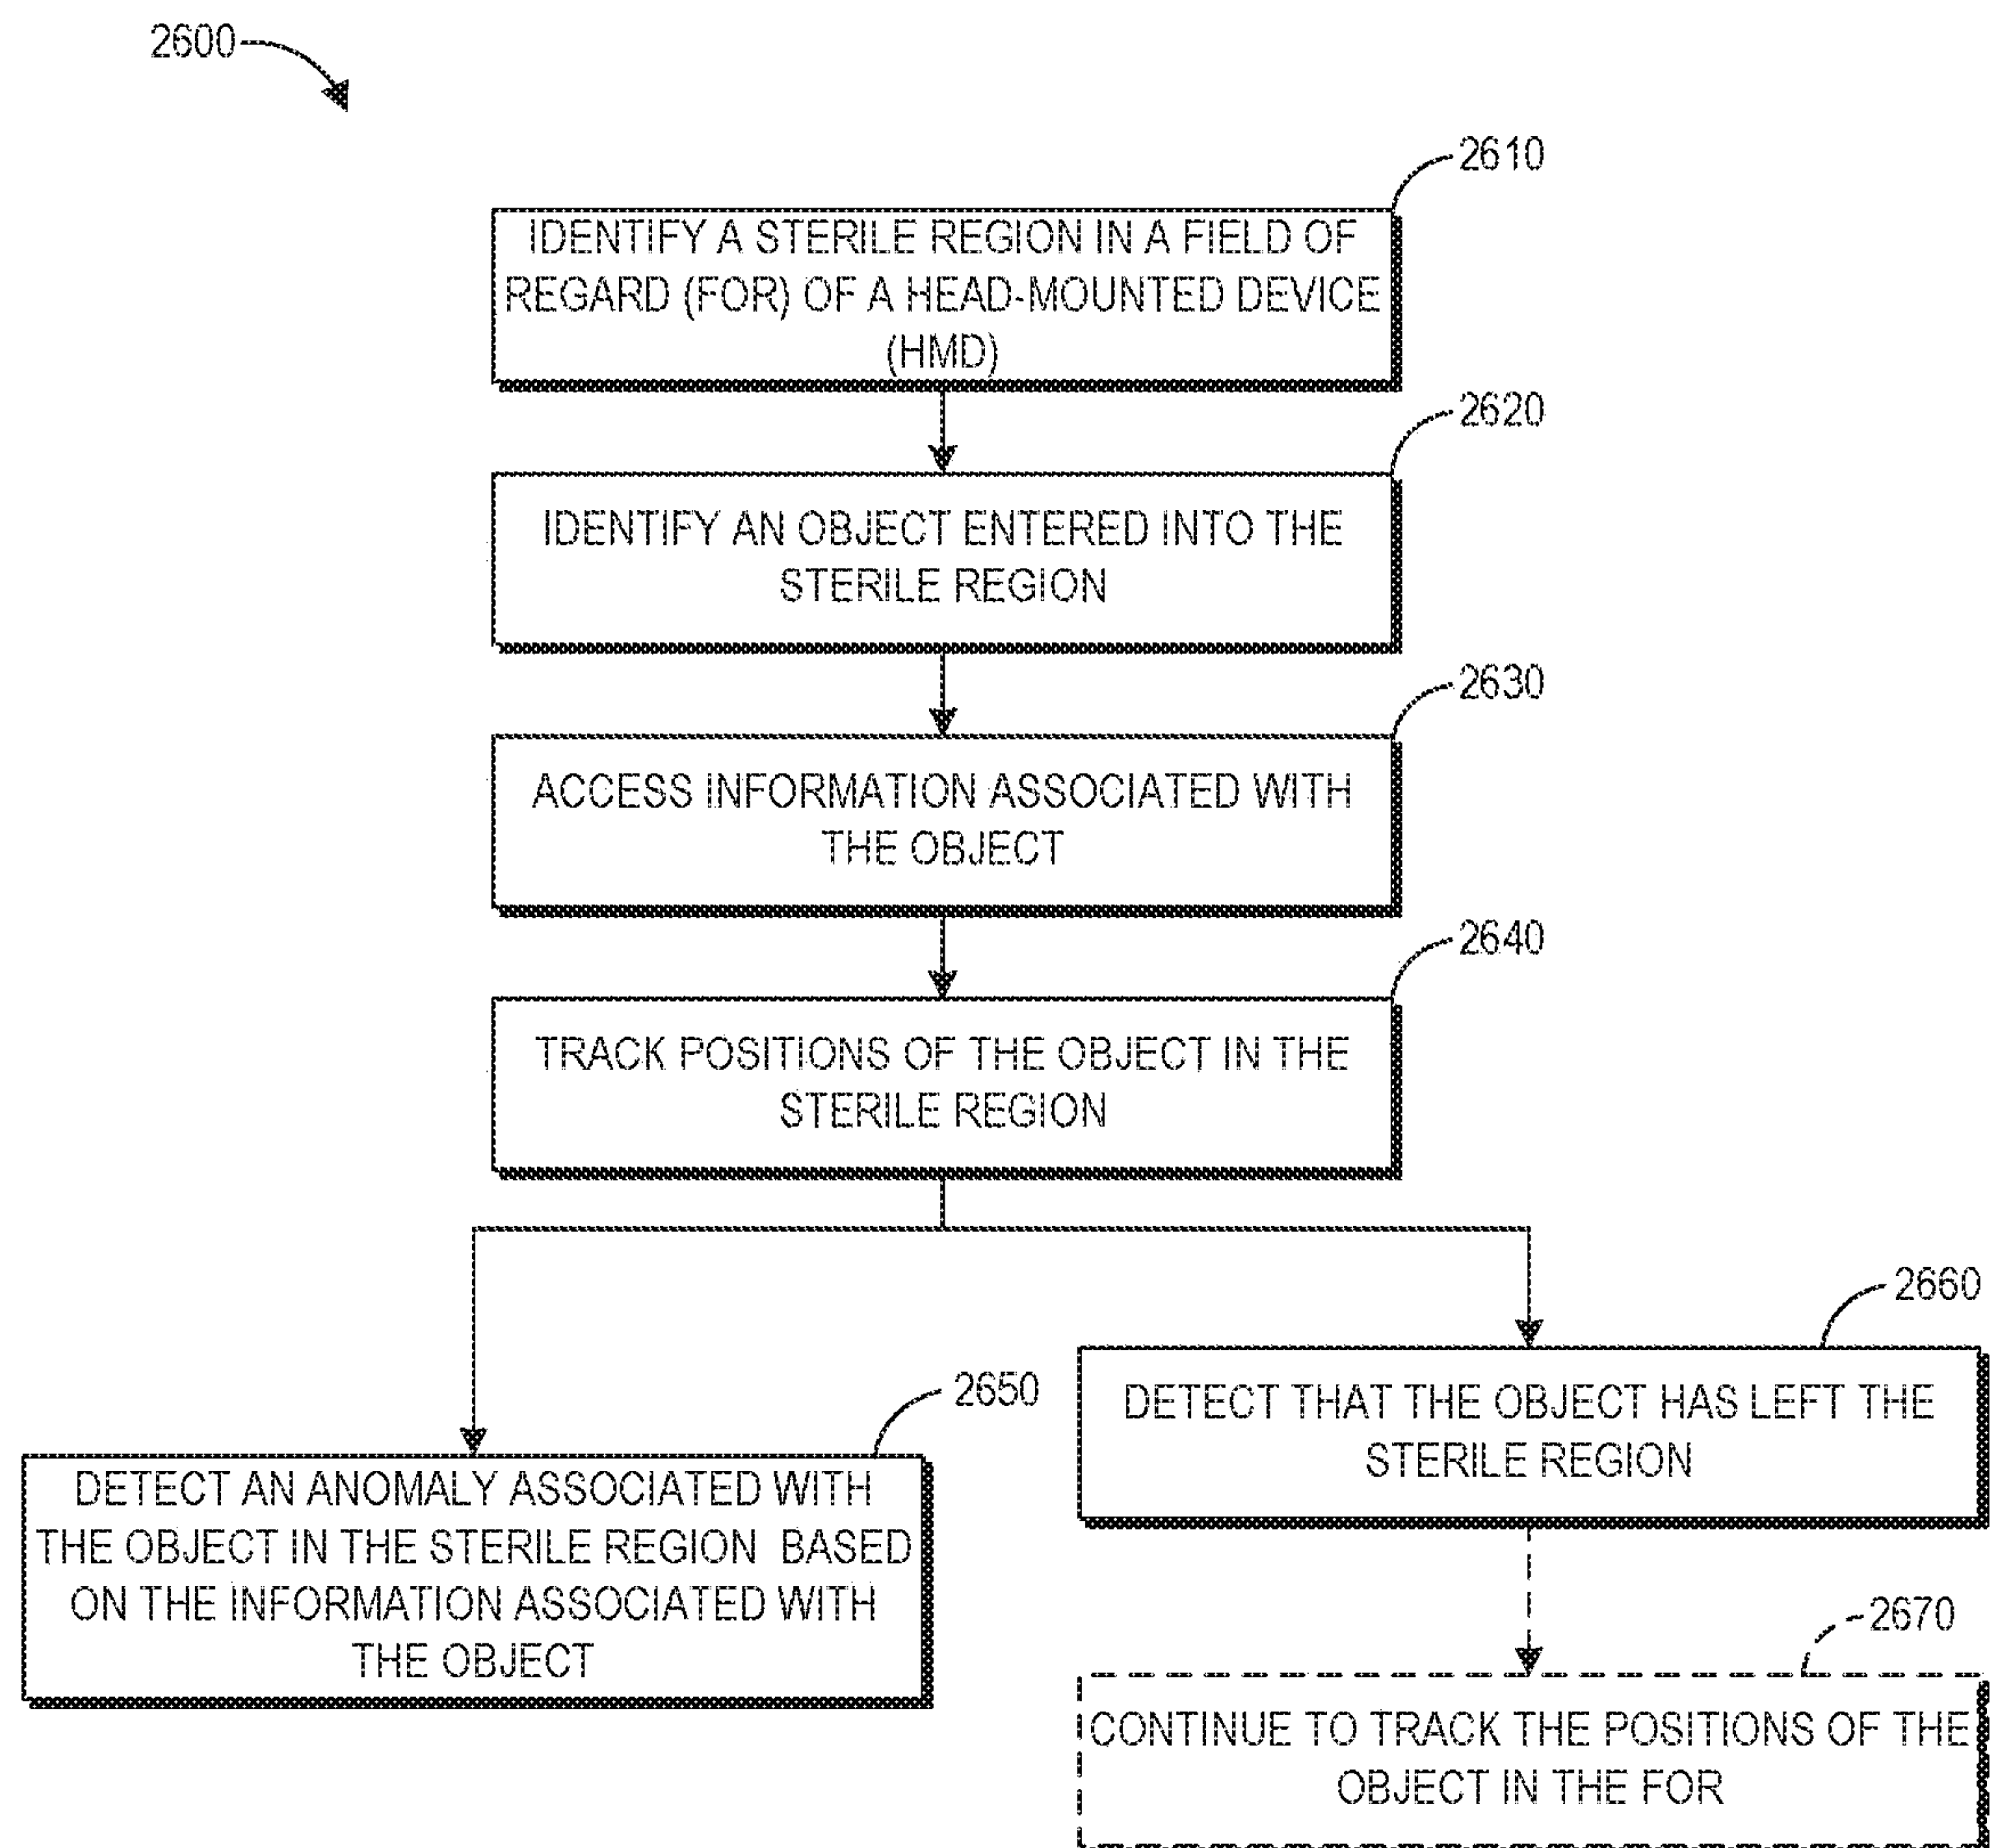 2600
2610
IDENTIFY A STERILE REGION IN A FIELD OF
REGARD (FOR) OF A HEAD-MOUNTED DEVICE
(HMD)
2620
IDENTIFY AN OBJECT ENTERED INTO THE
STERILE REGION
2630
ACCESS INFORMATION ASSOCIATED WITH
THE OBJECT
2640
TRACK POSITIONS OF THE OBJECT IN THE
STERILE REGION
2650
DETECT AN ANOMALY ASSOCIATED WITH
THE OBJECT IN THE STERILE REGION BASED
ON THE INFORMATION ASSOCIATED WITH
THE OBJECT
2660
DETECT THAT THE OBJECT HAS LEFT THE
STERILE REGION
2670
CONTINUE TO TRACK THE POSITIONS OF THE
OBJECT IN THE FOR